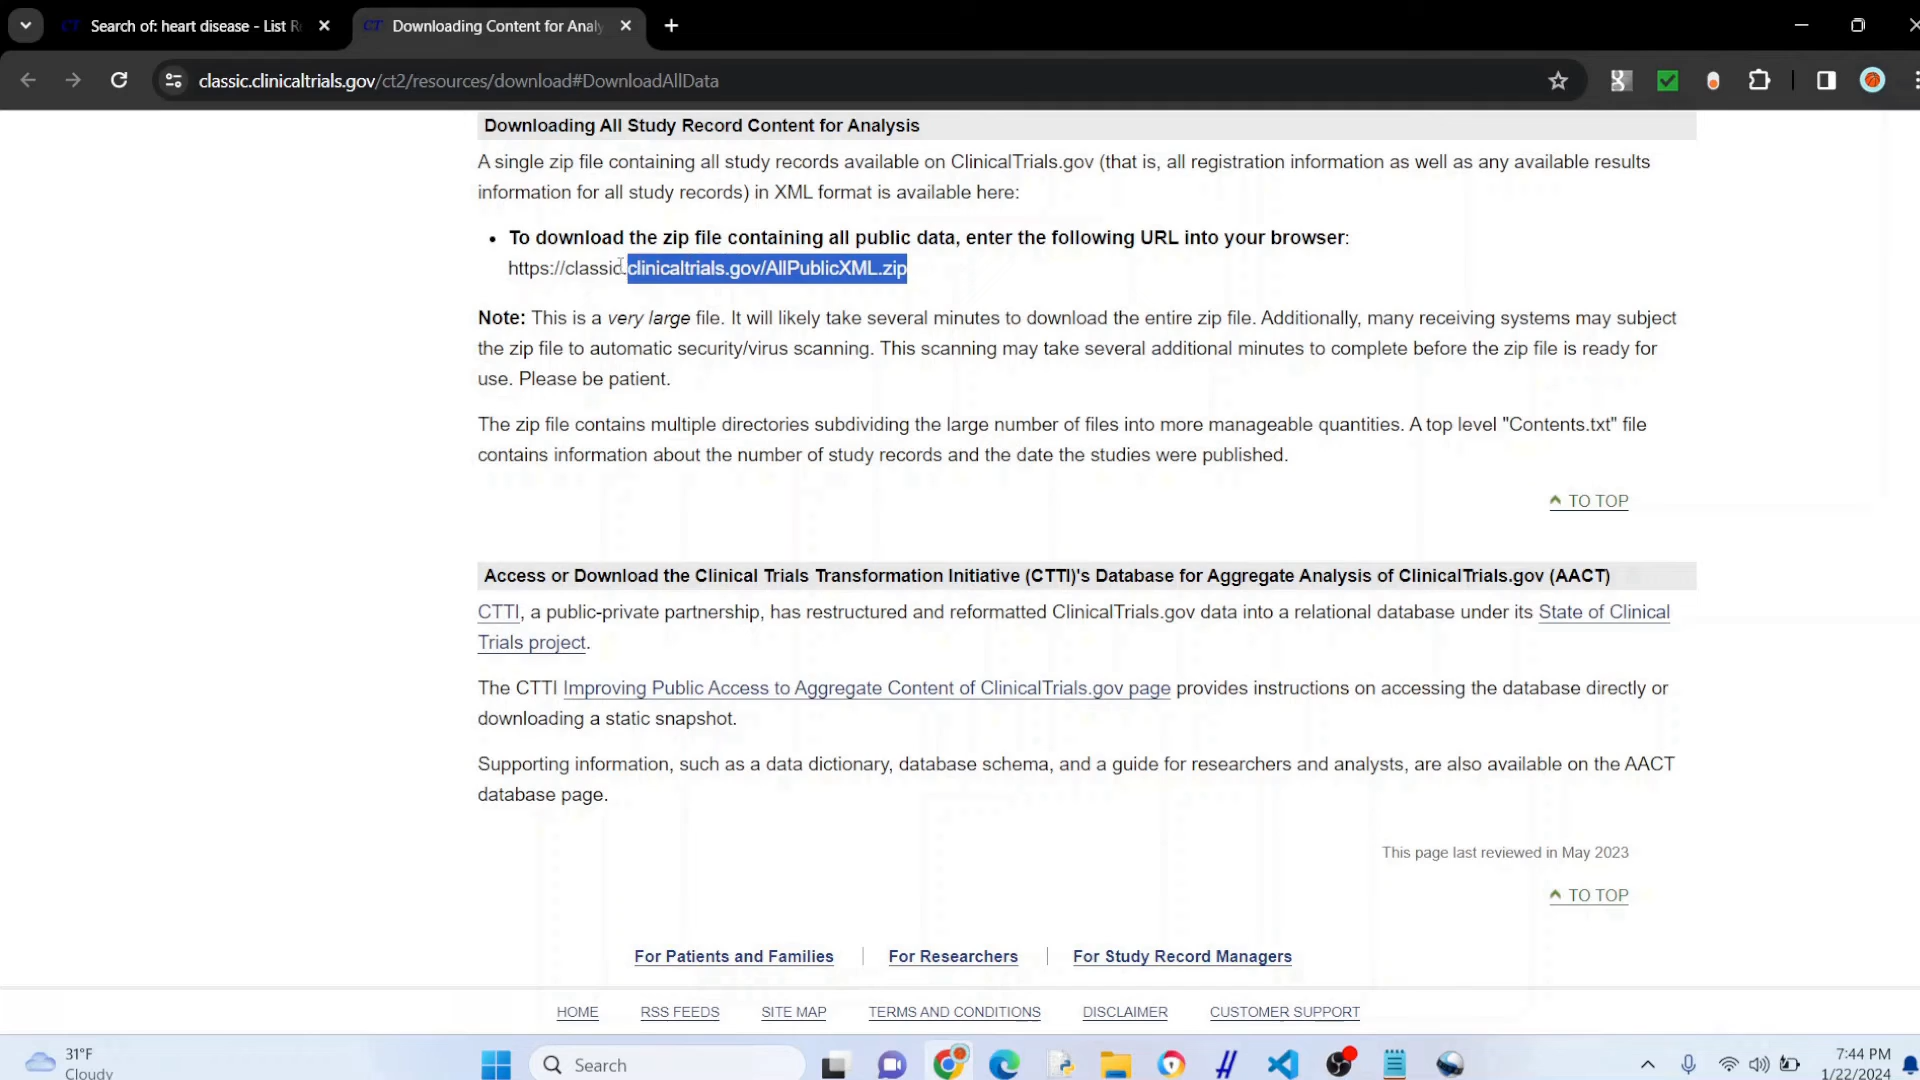 Search of: heart disease - List R
Downloading Content for Analy
classic.clinicaltrials.gov/ct2/resources/download#DownloadAllData
Downloading All Study Record Content for Analysis
A single zip file containing all study records available on ClinicalTrials.gov (that is, all registration information as well as any available results
information for all study records) in XML format is available here:
• To download the zip file containing all public data, enter the following URL into your browser:
https://classic.clinicaltrials.gov/AllPublicXML.zip
Note: This is a very large file. It will likely take several minutes to download the entire zip file. Additionally, many receiving systems may subject
the zip file to automatic security/virus scanning. This scanning may take several additional minutes to complete before the zip file is ready for
use. Please be patient.
The zip file contains multiple directories subdividing the large number of files into more manageable quantities. A top level "Contents.txt" file
contains information about the number of study records and the date the studies were published.
TO TOP
Access or Download the Clinical Trials Transformation Initiative (CTTI)'s Database for Aggregate Analysis of ClinicalTrials.gov (AACT)
CTTI, a public-private partnership, has restructured and reformatted ClinicalTrials.gov data into a relational database under its State of Clinical
Trials project.
The CTTI Improving Public Access to Aggregate Content of ClinicalTrials.gov page provides instructions on accessing the database directly or
downloading a static snapshot.
Supporting information, such as a data dictionary, database schema, and a guide for researchers and analysts, are also available on the AACT
database page.
This page last reviewed in May 2023
TO TOP
For Patients and Families | For Researchers | For Study Record Managers
HOME RSS FEEDS SITE MAP TERMS AND CONDITIONS DISCLAIMER CUSTOMER SUPPORT
31°F
Cloudy
Search
7:44 PM
1/22/2024